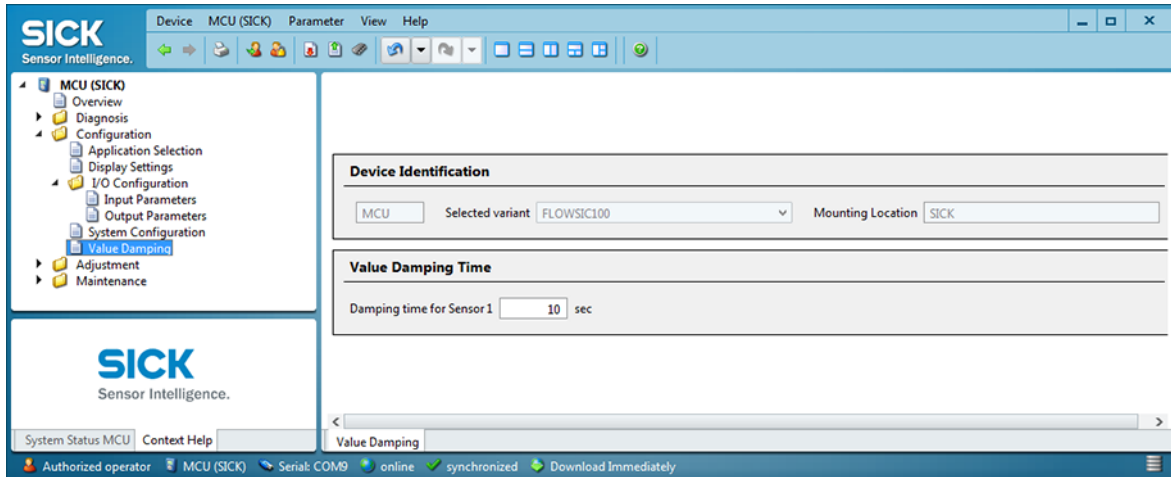 SICK
Sensor Intelligence.
Device MCU (SICK) Parameter View Help
MCU (SICK)
Overview
Diagnosis
Configuration
Application Selection
Display Settings
I/O Configuration
Input Parameters
Output Parameters
System Configuration
Value Damping
Adjustment
Maintenance
SICK
Sensor Intelligence.
System Status MCU Context Help
Device Identification
MCU Selected variant FLOWSIC100 Mounting Location SICK
Value Damping Time
Damping time for Sensor 1 10 sec
Value Damping
Authorized operator MCU (SICK) Serial: COM9 online synchronized Download Immediately